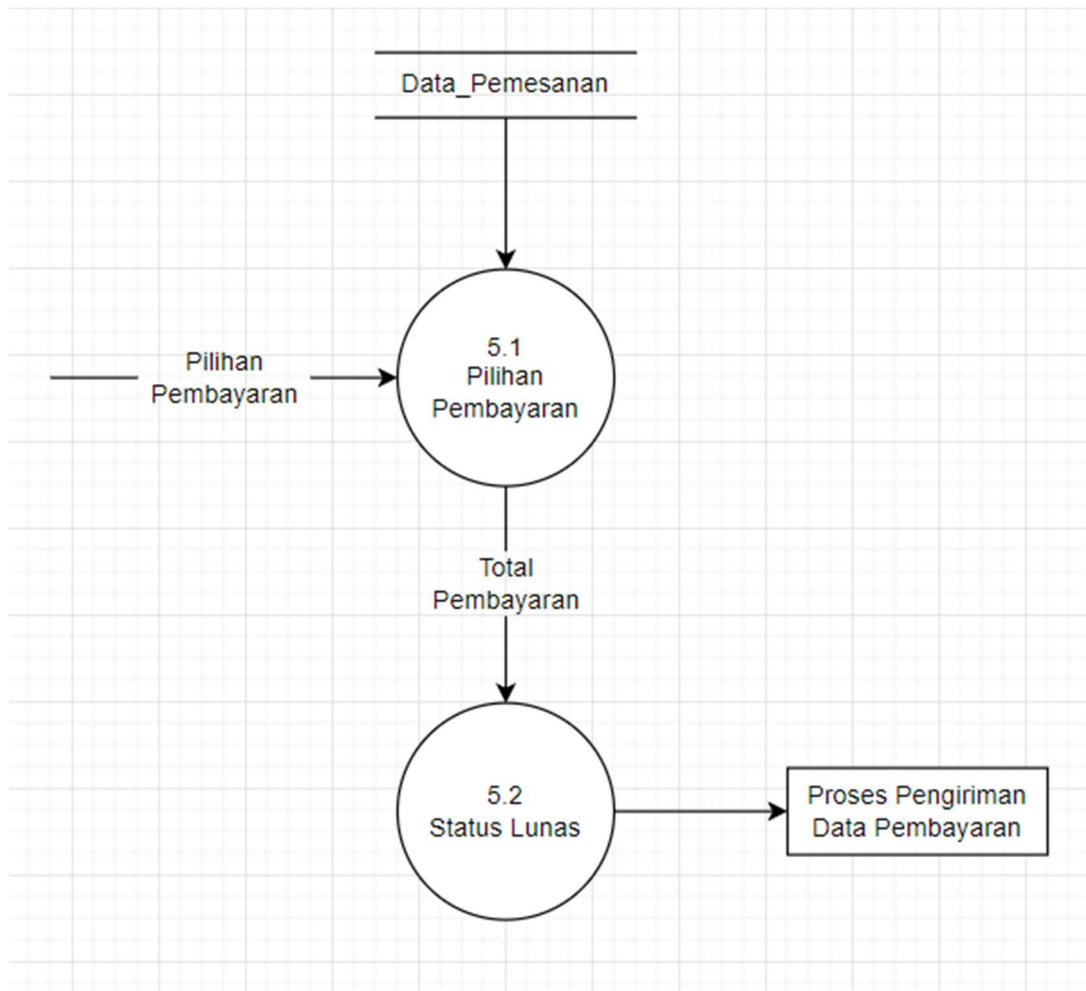 Data_Pemesanan
5.1
Pilihan
Pembayaran
Pilihan
Pembayaran
Total
Pembayaran
5.2
Status Lunas
Proses Pengiriman
Data Pembayaran